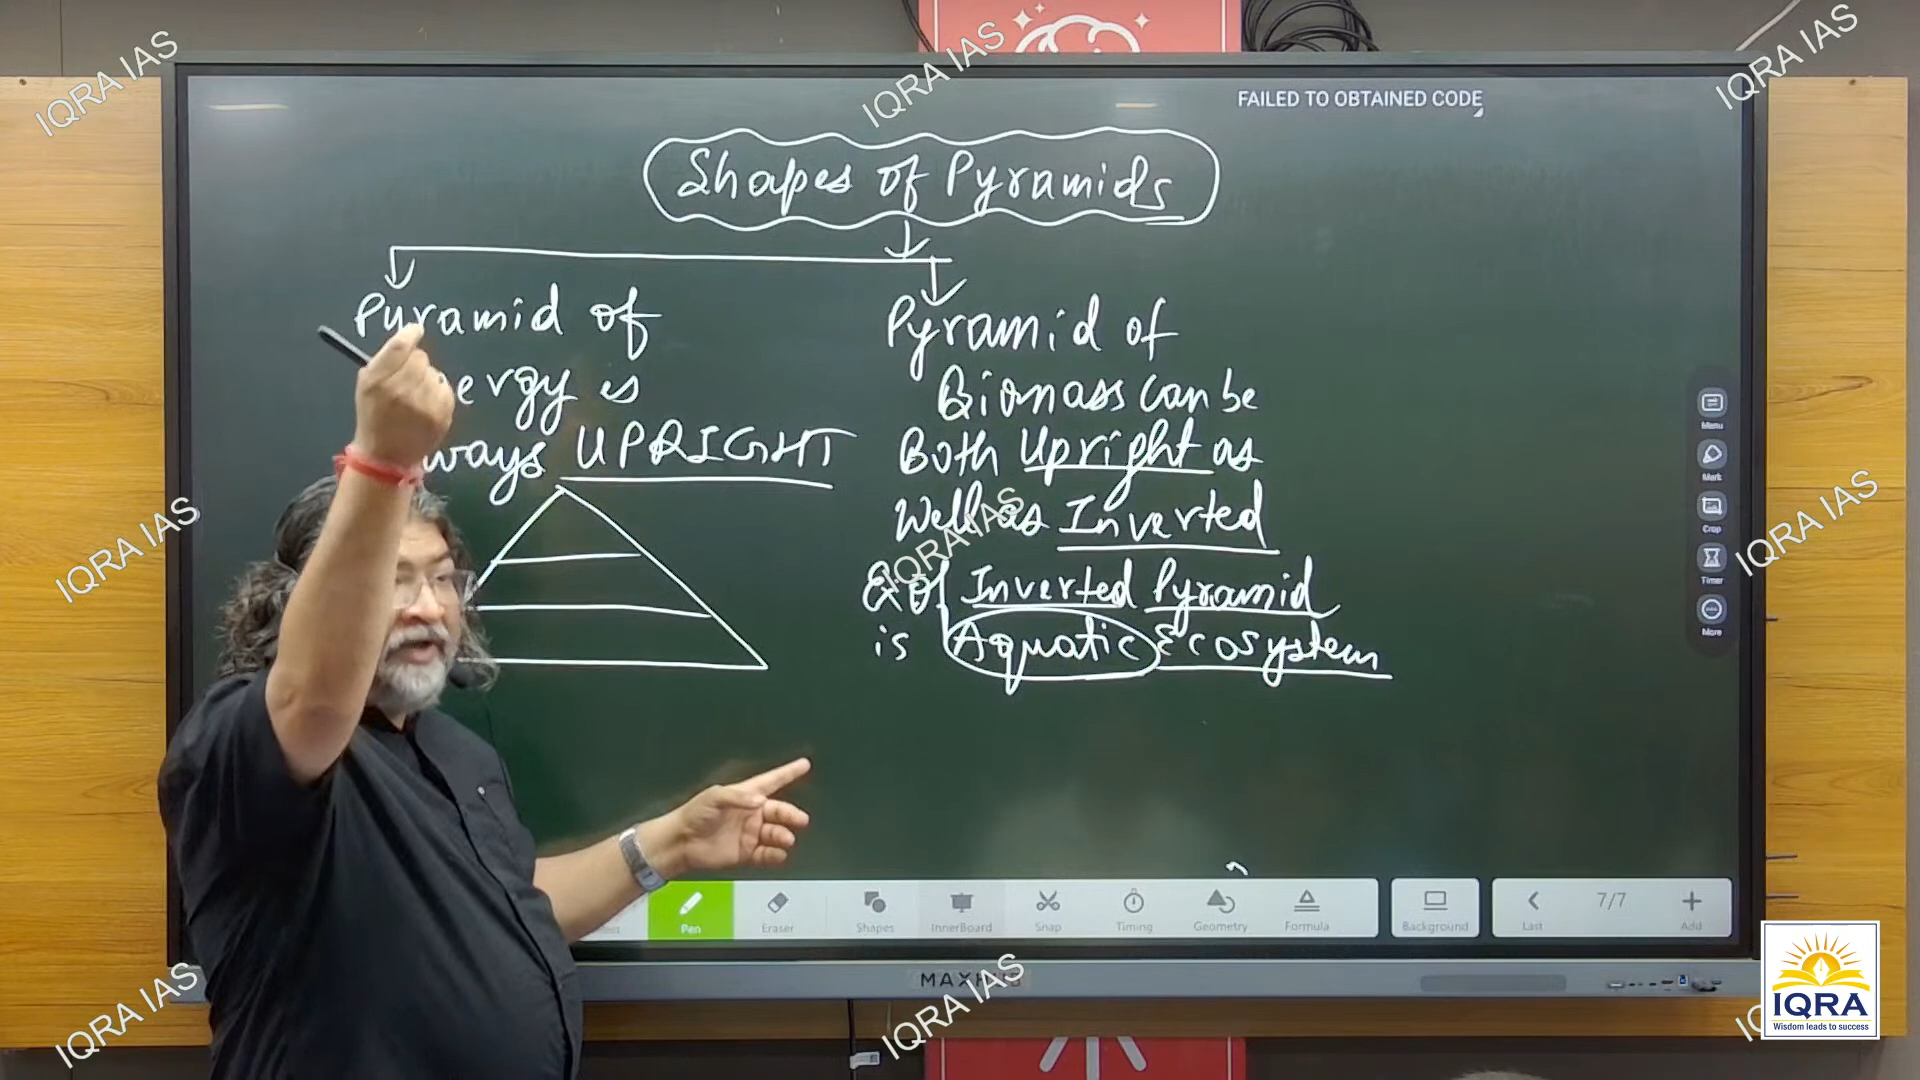 IQRA IAS
IQRA IAS
IQRA IAS
FAILED TO OBTAINED CODE
Shapes of Pyramids
Pyramid of
ergy is
ways UPRIGHT
Pyramid of
Biomass can be
Both Upright as
Well as Inverted
Inverted Pyramid
is Aquatic Ecosystem
Menu
Mark
Crop
Timer
More
IQRA IAS
IQRA IAS
IQRA IAS
Pen
Eraser
Shapes
InnerBoard
Snap
Timing
Geometry
Formula
Background
Last
7/7
Add
IQRA IAS
IQRA IAS
IQRA
Wisdom leads to success